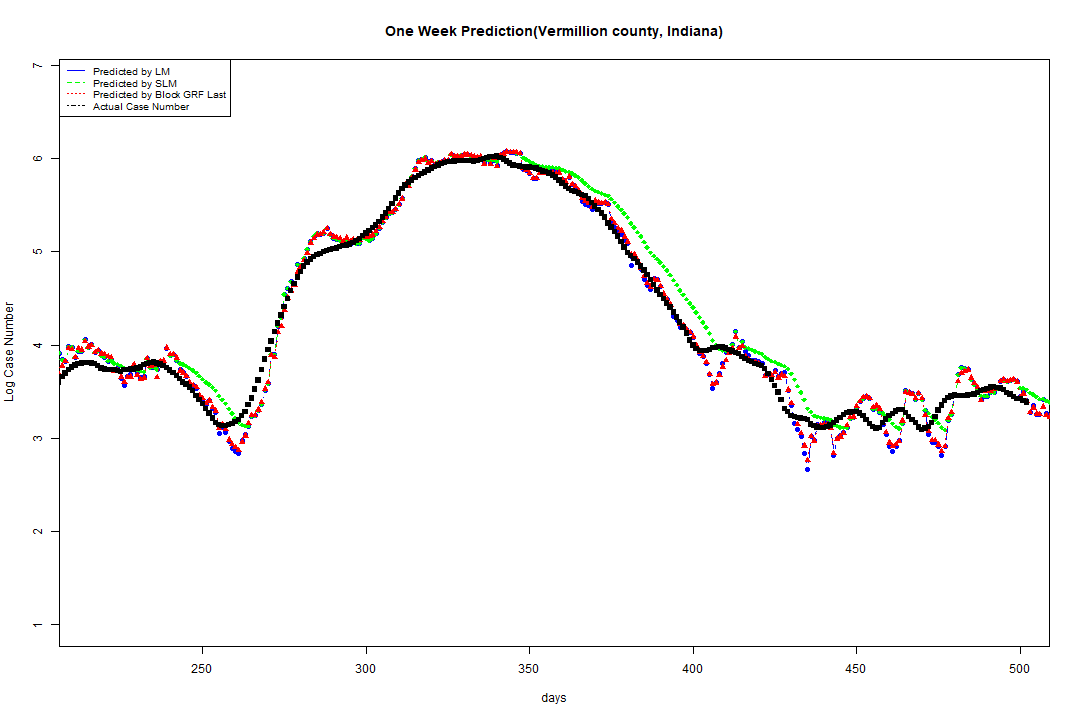 One Week Prediction(Vermillion county, Indiana)
Predicted by LM
Predicted by SLM
Predicted by Block GRF Last
Actual Case Number
7
6
5
4
3
2
1
Log Case Number
250 300 350 400 450 500
days